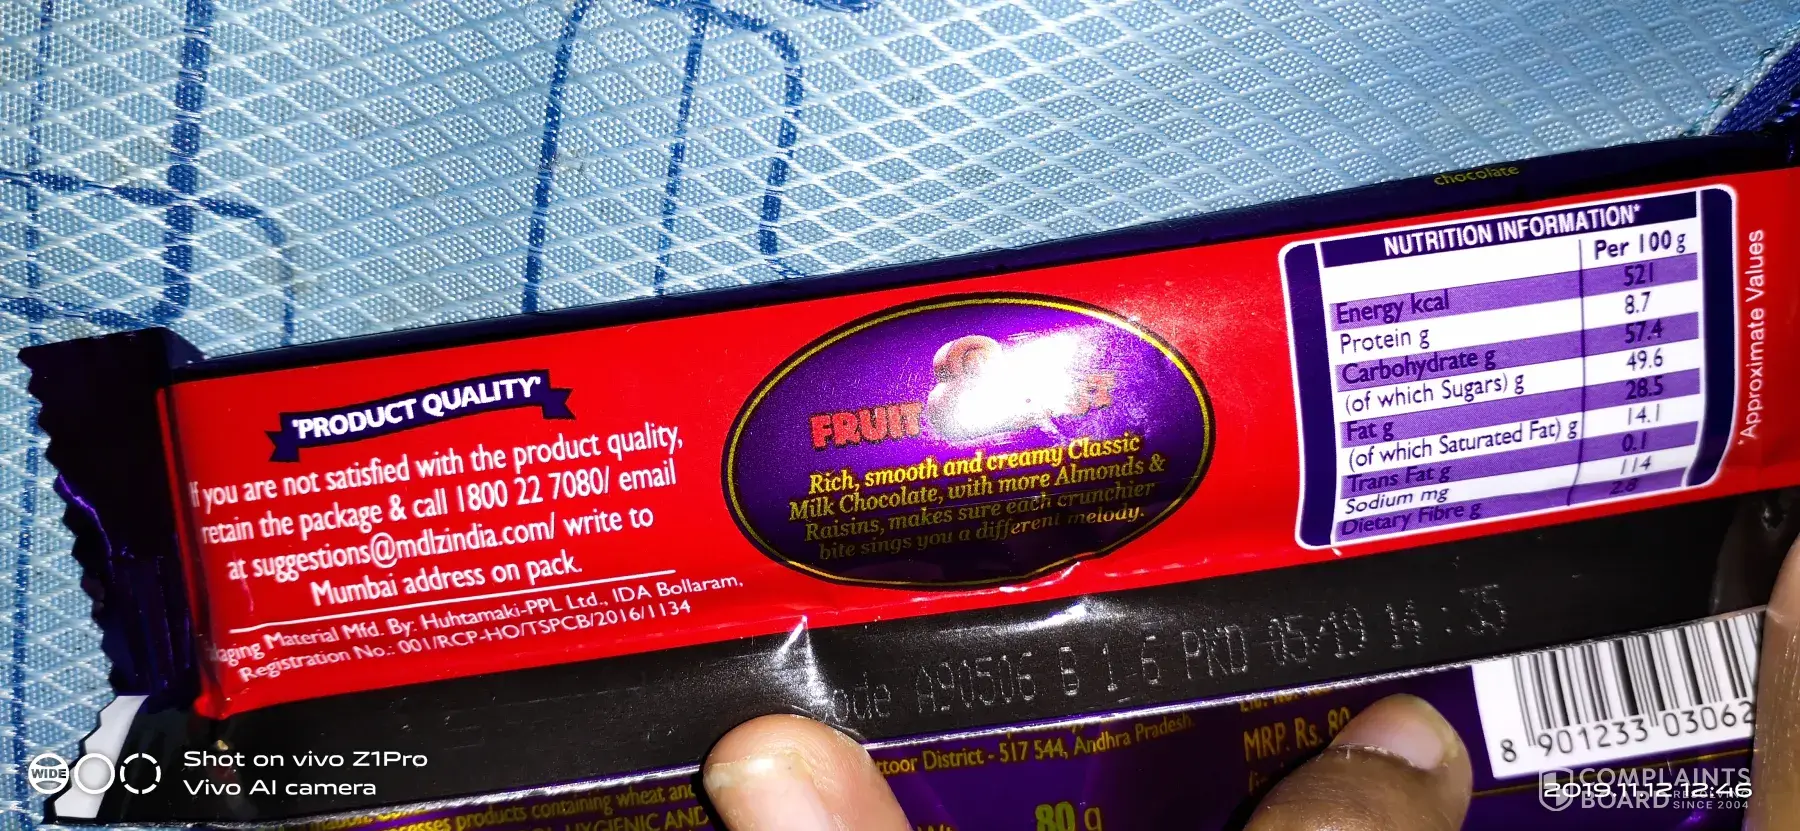 chocolate
'PRODUCT QUALITY'
If you are not satisfied with the product quality,
retain the package & call 1800 22 7080/ email
at suggestions@mdlzindia.com/ write to
Mumbai address on pack.
Material Mfd. By: Huhtamaki-PPL Ltd., IDA Bollaram,
Registration No.: 001/RCP-HO/TSPCB/2016/1134
FRUIT
Rich, smooth and creamy Classic
Milk Chocolate, with more Almonds &
Raisins, makes sure each crunchier
bite sings you a different melody.
NUTRITION INFORMATION*
Per 100 g
Energy kcal 521
Protein g 8.7
Carbohydrate g 57.4
(of which Sugars) g 49.6
Fat g 28.5
(of which Saturated Fat) g 14.1
Trans Fat g 0.1
Sodium mg 114
Dietary Fibre g 2.8
*Approximate Values
A90506 B 1 6 PKD 05/19 14:35
District - 517 544, Andhra Pradesh.
MRP. Rs. 80
8 901233 03062
products containing wheat and
HYGIENIC AND
80 g
WIDE
Shot on vivo Z1Pro
Vivo AI camera
COMPLAINTS
BOARD
SINCE 2004
2019.11.12 12:46